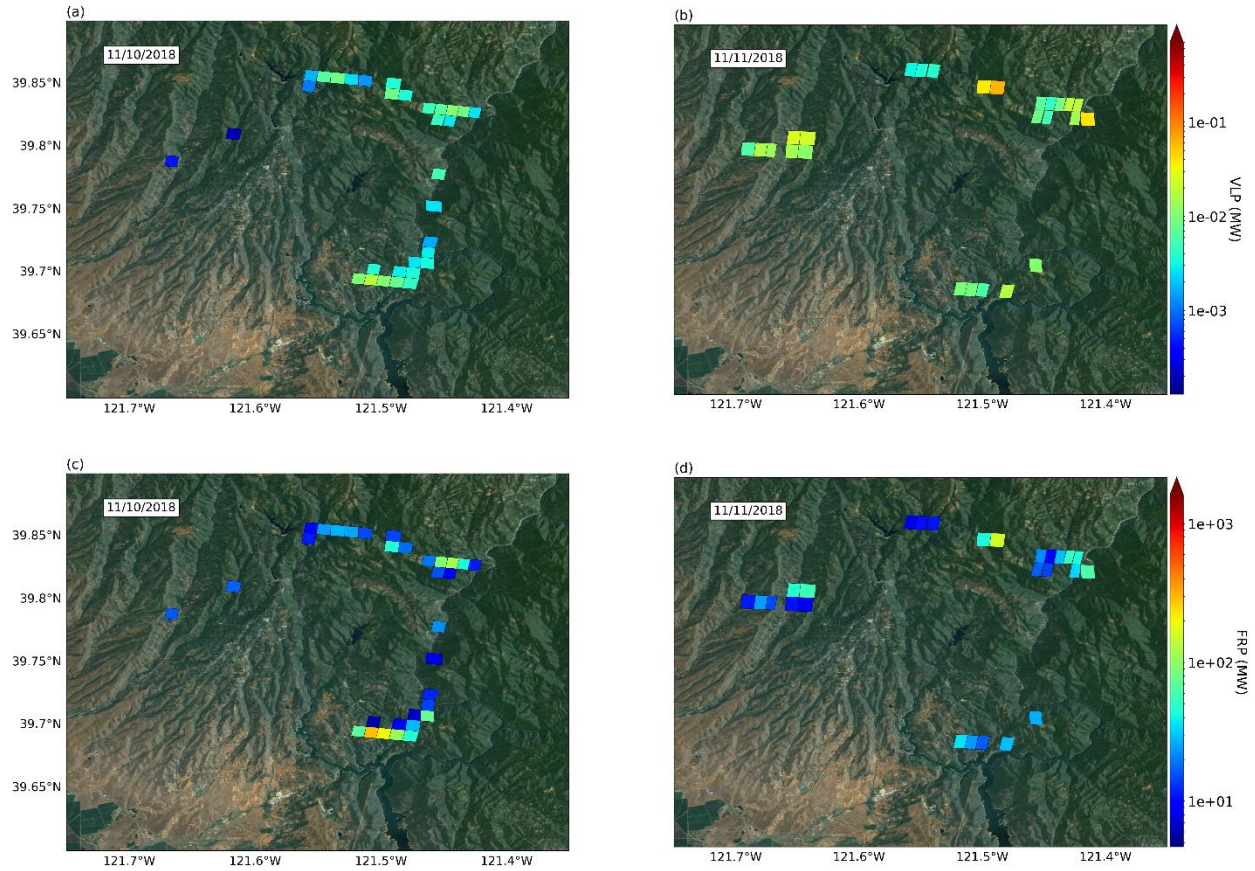 (a)
(b)
11/10/2018
11/11/2018
39.85°N
39.8°N
39.75°N
39.7°N
39.65°N
121.7°W 121.6°W 121.5°W 121.4°W
121.7°W 121.6°W 121.5°W 121.4°W
1e-01
1e-02
1e-03
VLP (MW)
(c)
(d)
11/10/2018
11/11/2018
39.85°N
39.8°N
39.75°N
39.7°N
39.65°N
121.7°W 121.6°W 121.5°W 121.4°W
121.7°W 121.6°W 121.5°W 121.4°W
1e+03
1e+02
1e+01
FRP (MW)